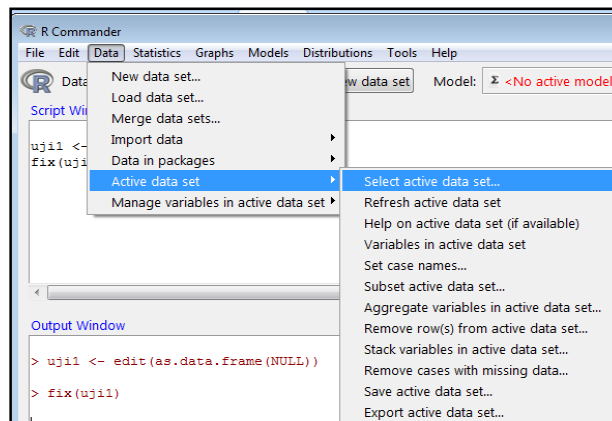 R Commander
File Edit Data Statistics Graphs Models Distributions Tools Help
Data
ew data set
Model: Σ <No active model
New data set...
Load data set...
Merge data sets...
Import data
Data in packages
Active data set
Manage variables in active data set
Select active data set...
Refresh active data set
Help on active data set (if available)
Variables in active data set
Set case names...
Subset active data set...
Aggregate variables in active data set...
Remove row(s) from active data set...
Stack variables in active data set...
Remove cases with missing data...
Save active data set...
Export active data set...
Script Wi
uji1 <-
fix(uji
Output Window
> uji1 <- edit(as.data.frame(NULL))
> fix(uji1)